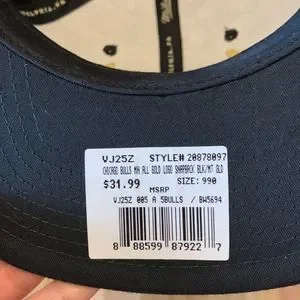 VJ25Z STYLE# 20878097
CHICAGO BULLS MNN ALL GOLD LOGO SNAPBACK BLK/MT GLD
$31.99 SIZE: 990
MSRP
VJ25Z 005 A 5BULLS / BW5694
8 88599 87922 7